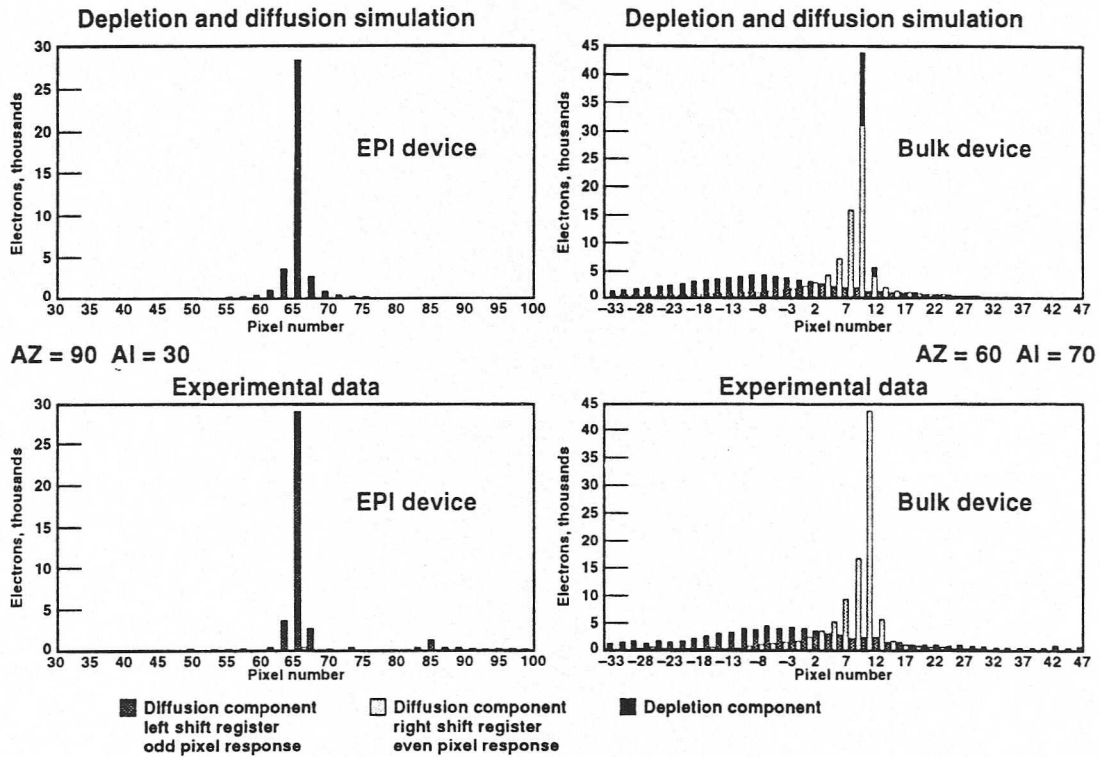 Depletion and diffusion simulation
Electrons, thousands
30
25
20
15
10
5
0
EPI device
30 35 40 45 50 55 60 65 70 75 80 85 90 95 100
Pixel number
Depletion and diffusion simulation
Electrons, thousands
45
40
35
30
25
20
15
10
5
0
Bulk device
−33 −28 −23 −18 −13 −8 −3 2 7 12 17 22 27 32 37 42 47
Pixel number
AZ = 90 AI = 30
AZ = 60 AI = 70
Experimental data
Electrons, thousands
30
25
20
15
10
5
0
EPI device
30 35 40 45 50 55 60 65 70 75 80 85 90 95 100
Pixel number
Experimental data
Electrons, thousands
45
40
35
30
25
20
15
10
5
0
Bulk device
−33 −28 −23 −18 −13 −8 −3 2 7 12 17 22 27 32 37 42 47
Pixel number
Diffusion component
left shift register
odd pixel response
Diffusion component
right shift register
even pixel response
Depletion component